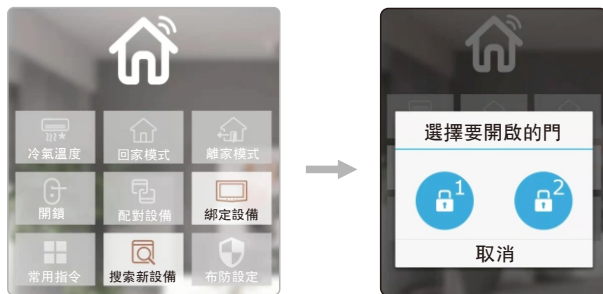 冷氣溫度
回家模式
離家模式
開鎖
配對設備
綁定設備
常用指令
搜索新設備
布防設定
選擇要開啟的門
1
2
取消